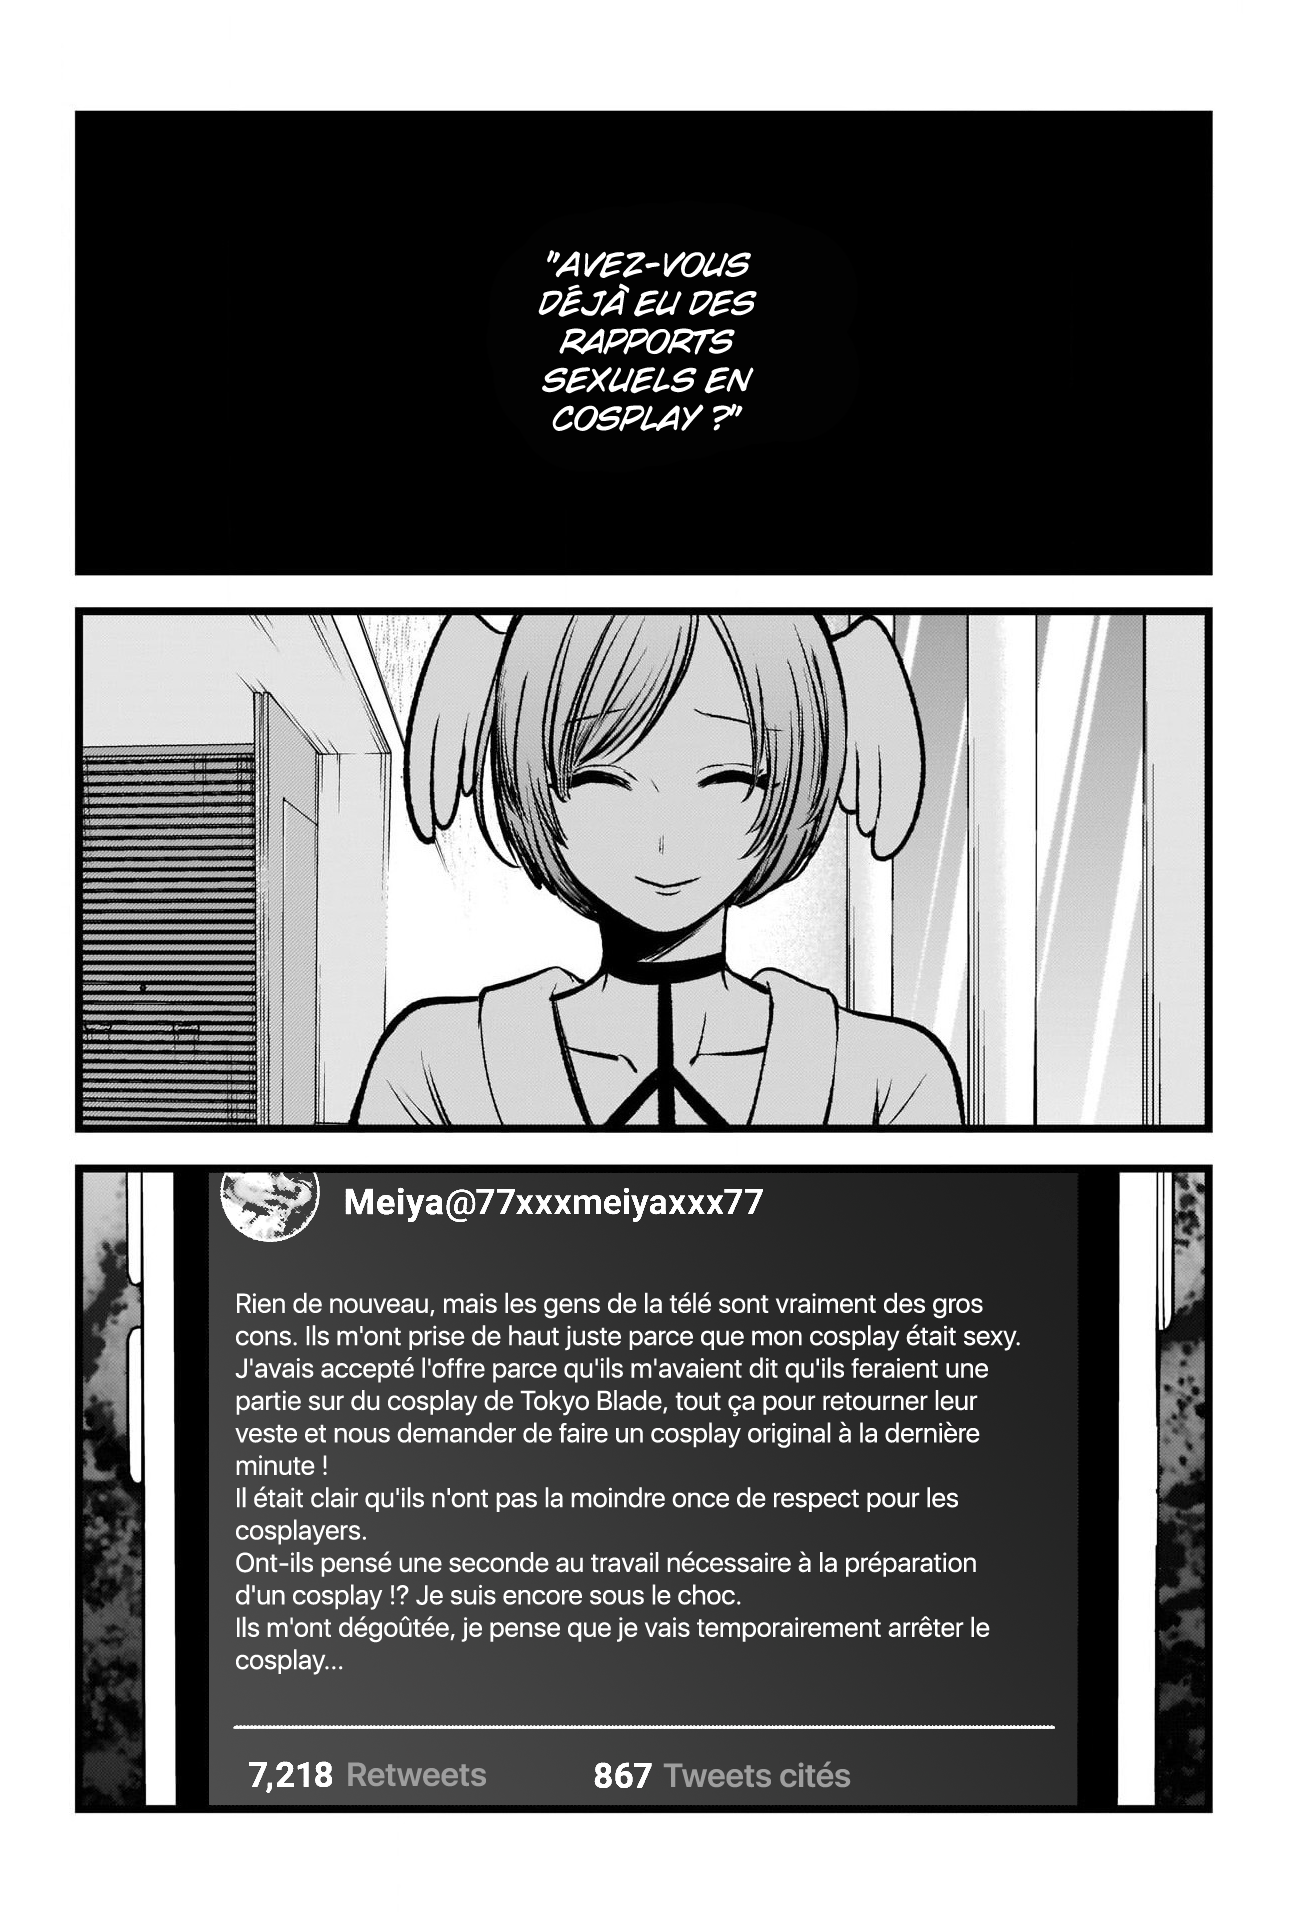 "AVEZ-VOUS
DÉJÀ EU DES
RAPPORTS
SEXUELS EN
COSPLAY ?"
Meiya@77xxxmeiyaxxx77
Rien de nouveau, mais les gens de la télé sont vraiment des gros
cons. Ils m'ont prise de haut juste parce que mon cosplay était sexy.
J'avais accepté l'offre parce qu'ils m'avaient dit qu'ils feraient une
partie sur du cosplay de Tokyo Blade, tout ça pour retourner leur
veste et nous demander de faire un cosplay original à la dernière
minute !
Il était clair qu'ils n'ont pas la moindre once de respect pour les
cosplayers.
Ont-ils pensé une seconde au travail nécessaire à la préparation
d'un cosplay !? Je suis encore sous le choc.
Ils m'ont dégoûtée, je pense que je vais temporairement arrêter le
cosplay...
7,218 Retweets 867 Tweets cités